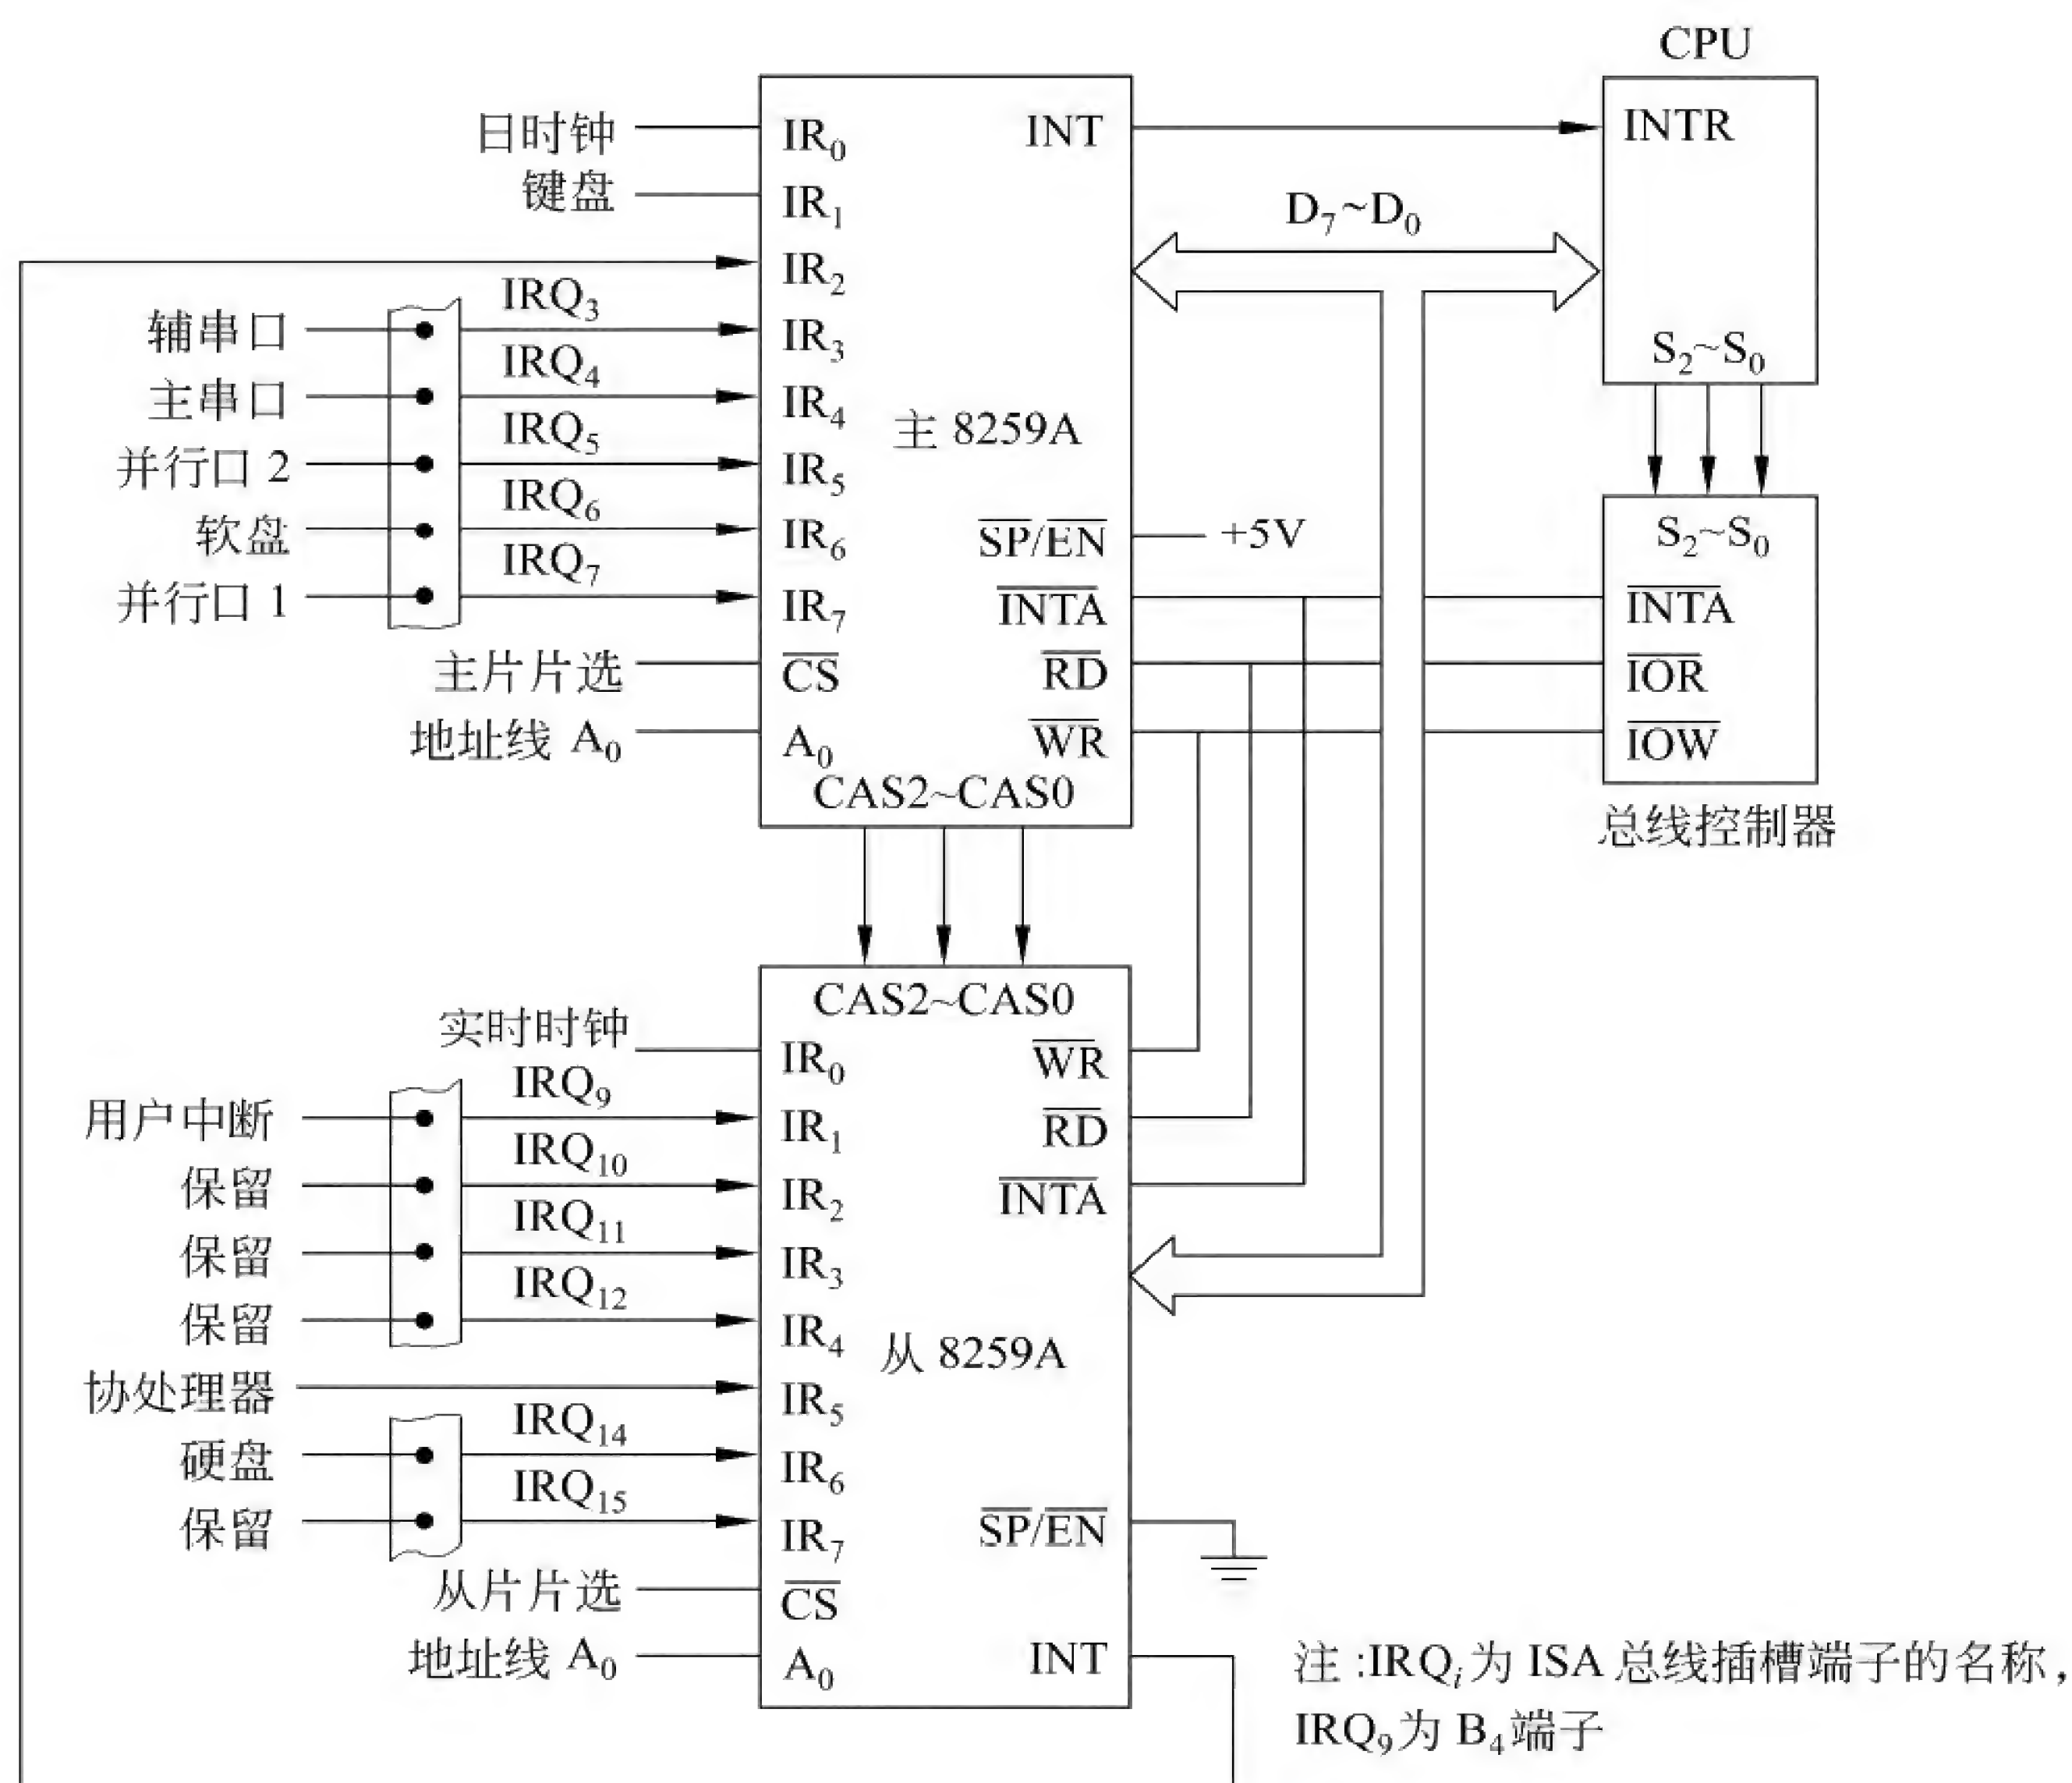 CPU
日时钟 IR₀ INT INTR
键盘 IR₁
D₇~D₀
IR₂
IRQ₃
辅串口 IR₃
S₂~S₀
IRQ₄
主串口 IR₄
主 8259A
IRQ₅
并行口 2 IR₅
IRQ₆
软盘 IR₆ SP/EN +5V S₂~S₀
IRQ₇
并行口 1 IR₇ INTA INTA
主片片选 CS RD IOR
地址线 A₀ A₀ WR IOW
CAS2~CAS0
总线控制器
CAS2~CAS0
实时时钟 IR₀ WR
IRQ₉
用户中断 IR₁ RD
IRQ₁₀
保留 IR₂ INTA
IRQ₁₁
保留 IR₃
IRQ₁₂
保留 IR₄
从 8259A
协处理器 IR₅
IRQ₁₄
硬盘 IR₆
IRQ₁₅
保留 IR₇ SP/EN
从片片选 CS
地址线 A₀ A₀ INT
注:IRQᵢ为 ISA 总线插槽端子的名称,
IRQ₉为 B₄端子